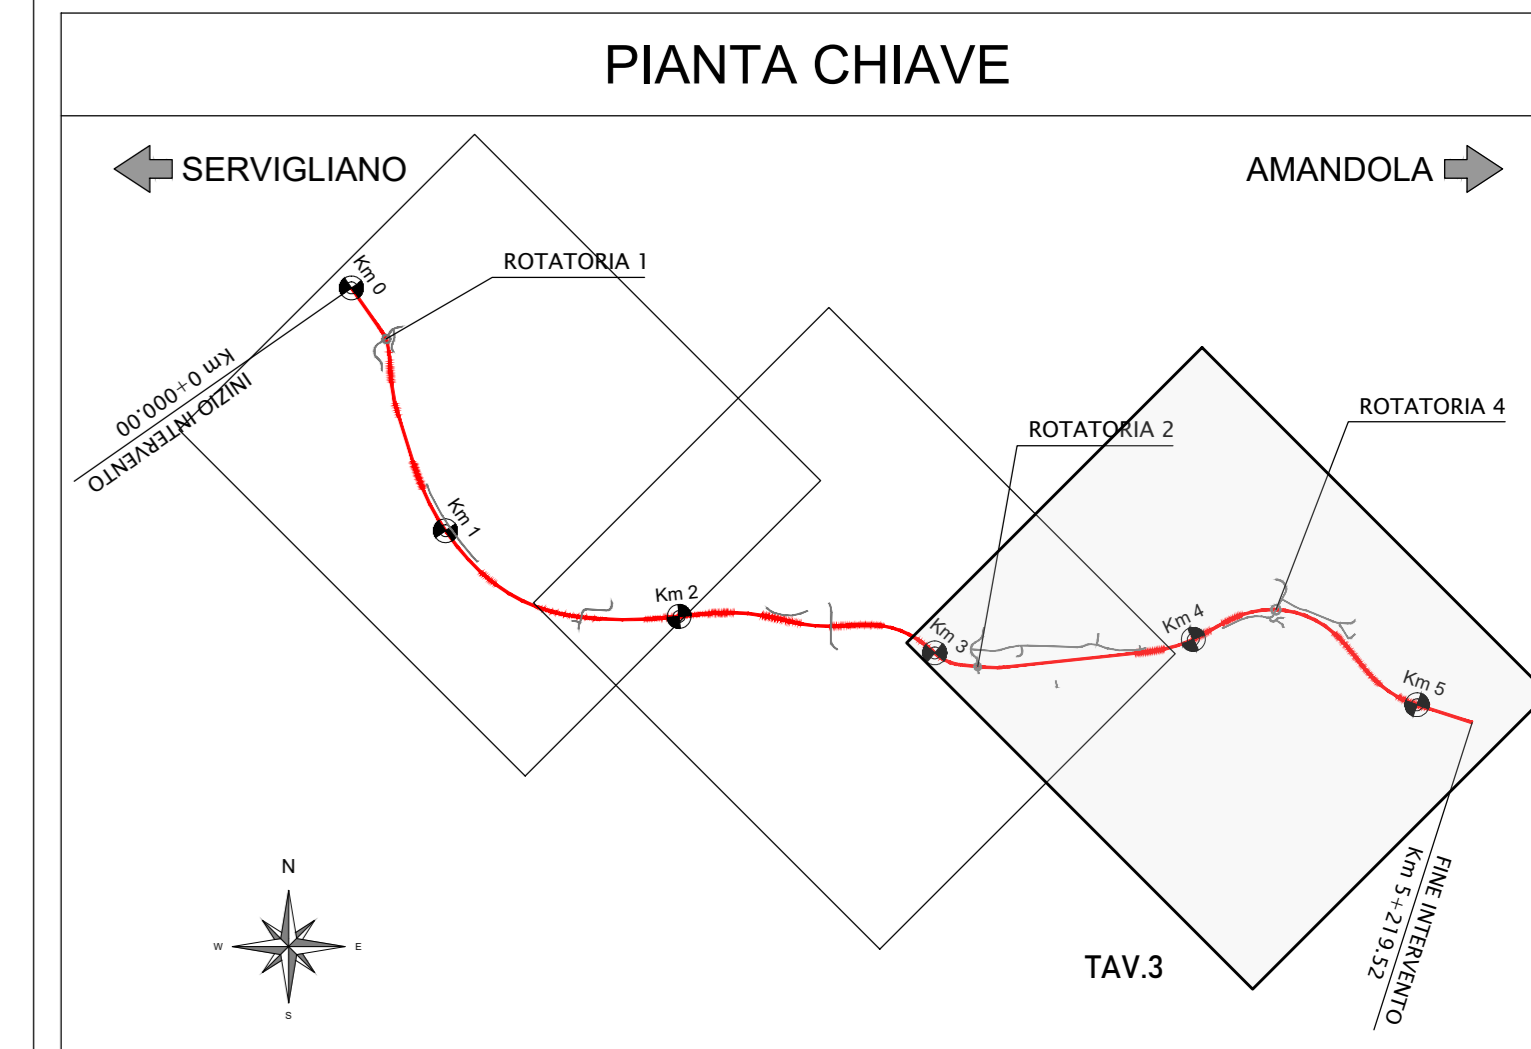 PIANTA CHIAVE
SERVIGLIANO
AMANDOLA
ROTATORIA 1
Km 0
Km 0+000.00
INIZIO INTERVENTO
ROTATORIA 4
ROTATORIA 2
Km 1
Km 2
Km 3
Km 4
Km 5
FINE INTERVENTO
Km 5+219.52
N
W
E
S
TAV.3